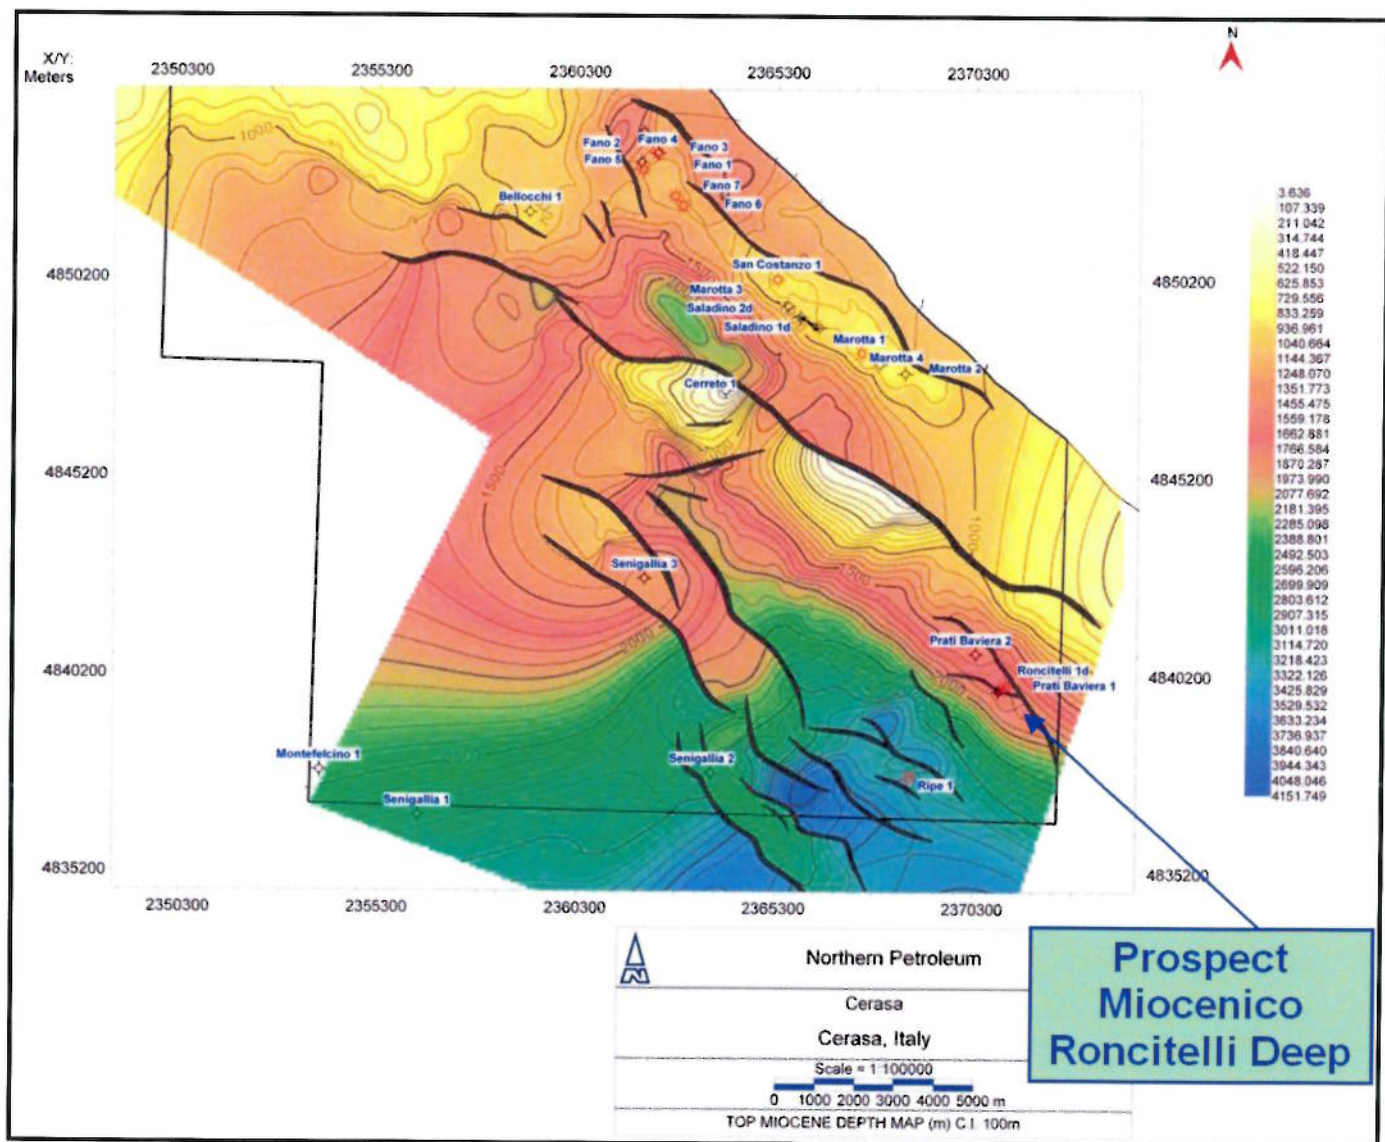 N
X/Y:
Meters
2350300 2355300 2360300 2365300 2370300
1000
Fano 2 Fano 4 Fano 3
Fano 5 Fano 1
Fano 7
Fano 6
Bellocchi 1
4850200 4850200
San Costanzo 1
1500
Marotta 3
Saladino 2d
Saladino 1d
Marotta 1
Marotta 4
Marotta 2
Cerreto 1
4845200 4845200
1500
1000
1500
Senigallia 3
2000
Prati Baviera 2
Roncitelli 1d
Prati Baviera 1
4840200 4840200
2000
Montefelcino 1
Senigallia 2
Ripe 1
Senigallia 1
4835200 4835200
2350300 2355300 2360300 2365300 2370300
3.636
107.339
211.042
314.744
418.447
522.150
625.853
729.556
833.259
936.961
1040.664
1144.367
1248.070
1351.773
1455.475
1559.178
1662.881
1766.584
1870.287
1973.990
2077.692
2181.395
2285.098
2388.801
2492.503
2596.206
2699.909
2803.612
2907.315
3011.018
3114.720
3218.423
3322.126
3425.829
3529.532
3633.234
3736.937
3840.640
3944.343
4048.046
4151.749
N
Northern Petroleum
Cerasa
Cerasa, Italy
Scale = 1:100000
0 1000 2000 3000 4000 5000 m
TOP MIOCENE DEPTH MAP (m) C.I. 100m
Prospect
Miocenico
Roncitelli Deep